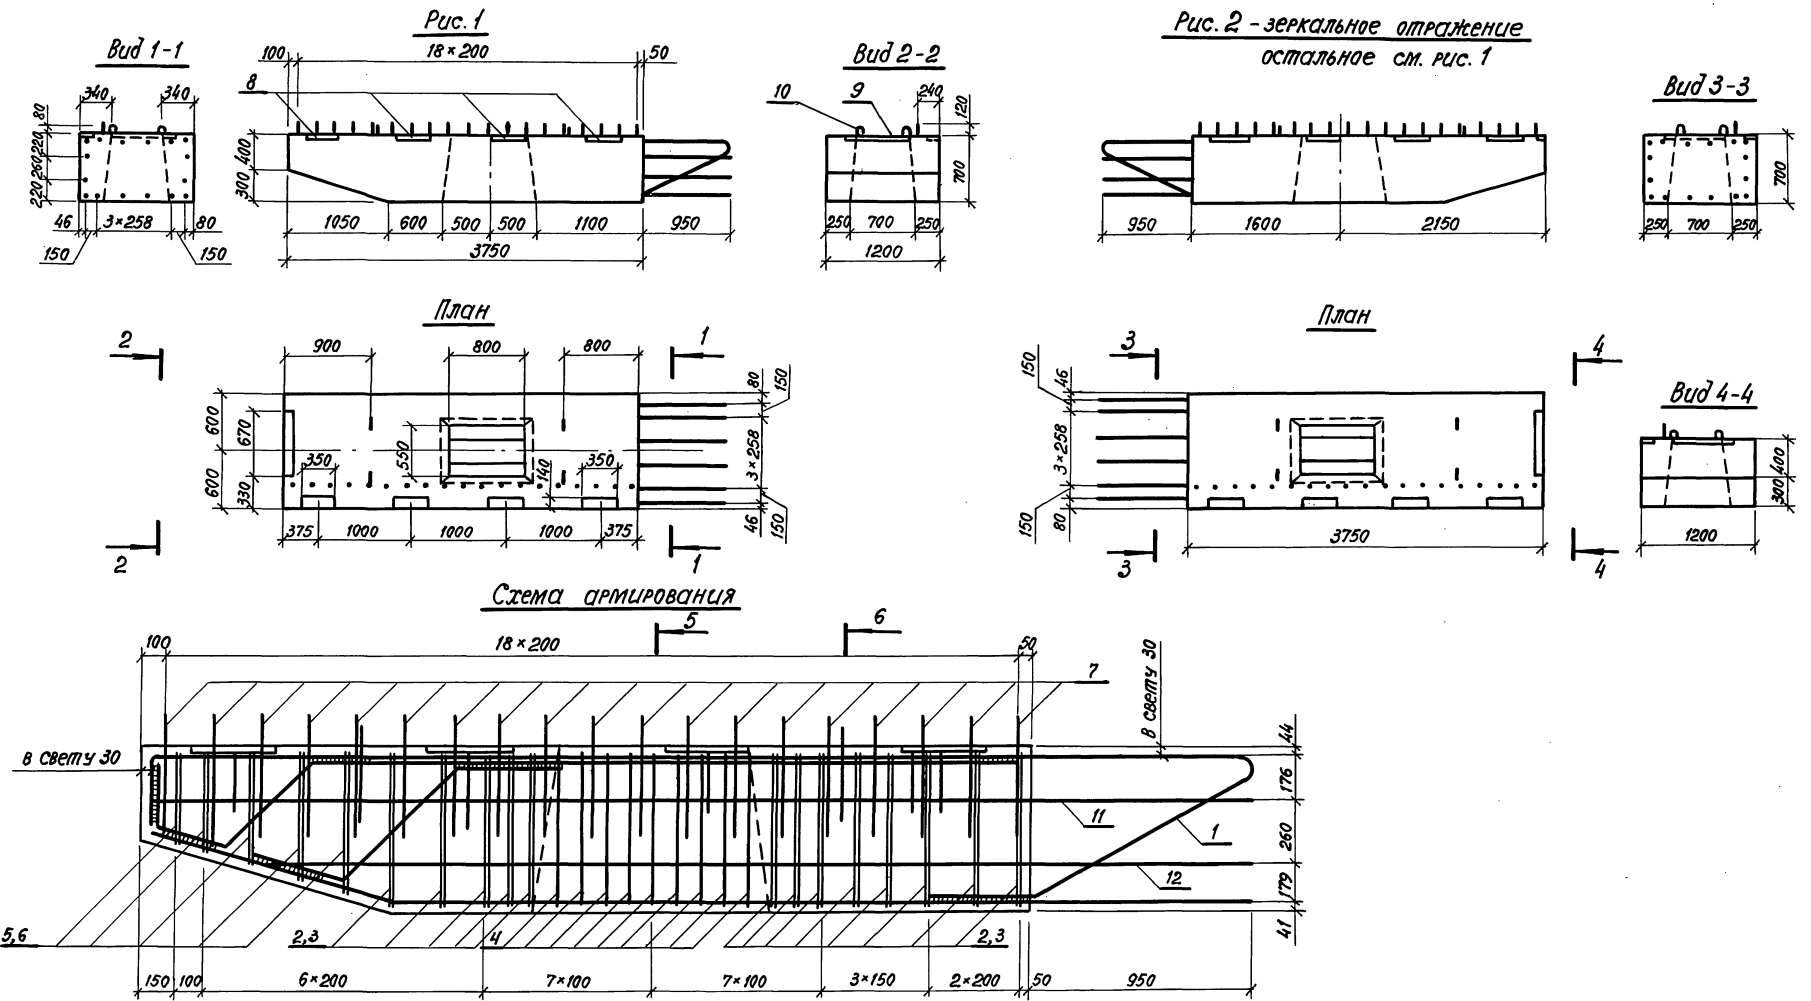 Рис. 1
Рис. 2 - зеркальное отражение
остальное см. рис. 1
Вид 1-1
340 340
80
220
260
220
46 3×258 80
150 150
100 18×200 50
8
400
300
1050 600 500 500 1100 950
3750
Вид 2-2
10 9 240
120
700
250 700 250
1200
950 1600 2150
Вид 3-3
700
250 700 250
План
2 1
900 800 800
600
600
670
330
350 550 140 350
80
150
3×258
46
150
375 1000 1000 1000 375
2 1
План
3 4
150
46
3×258
150
80
3750
3 4
Вид 4-4
400
300
1200
Схема армирования
5 6
100 18×200 50
7
в свету 30
в свету 30
44
176
260
179
41
11
1
12
5,6 2,3 4 2,3
150 100 6×200 7×100 7×100 3×150 2×200 50 950